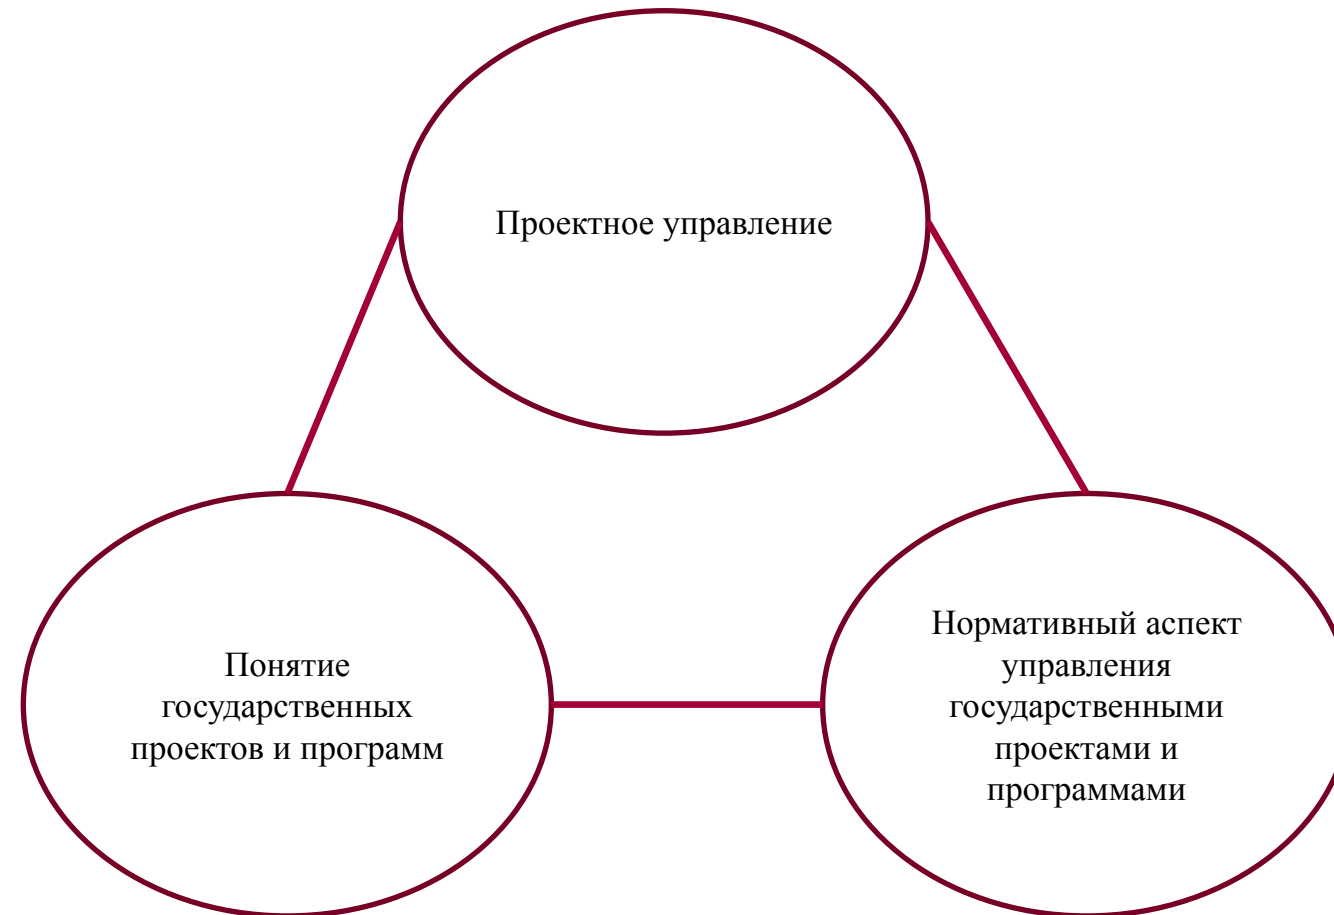 Проектное управление
Понятие
государственных
проектов и программ
Нормативный аспект
управления
государственными
проектами и
программами